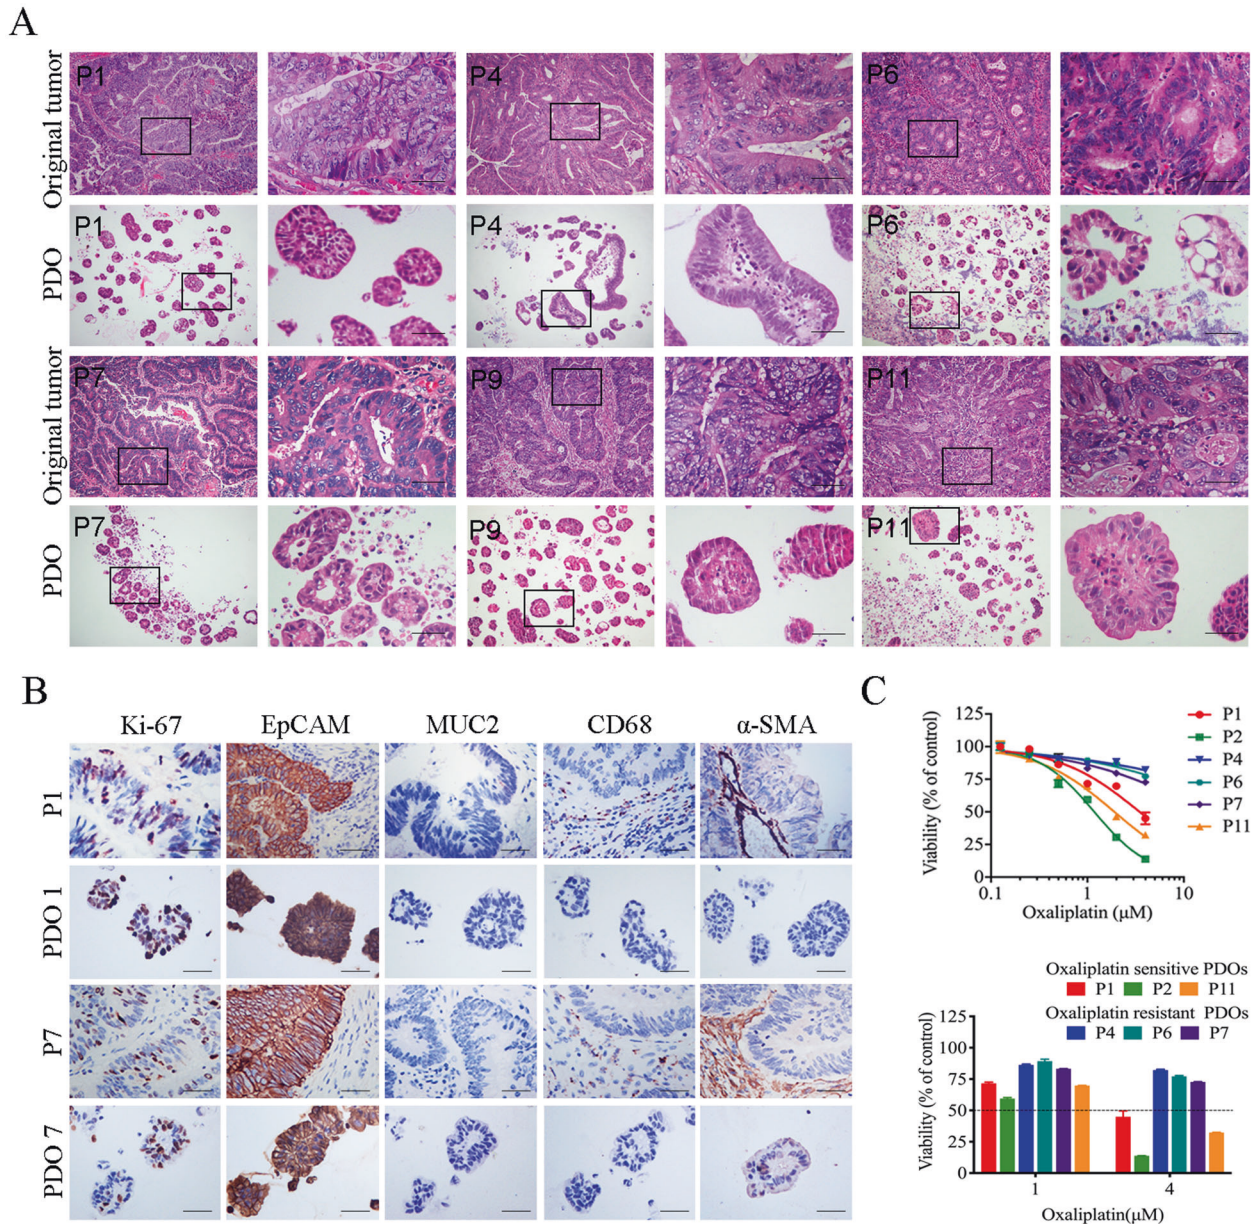 A
Original tumor
P1
P4
P6
PDO
P1
P4
P6
Original tumor
P7
P9
P11
PDO
P7
P9
P11
B
Ki-67
EpCAM
MUC2
CD68
α-SMA
P1
PDO 1
P7
PDO 7
C
Viability (% of control)
125
100
75
50
25
0
0.1
1
10
Oxaliplatin (μM)
P1
P2
P4
P6
P7
P11
Oxaliplatin sensitive PDOs
P1 P2 P11
Oxaliplatin resistant PDOs
P4 P6 P7
Viability (% of control)
125
100
75
50
25
0
1
4
Oxaliplatin(μM)